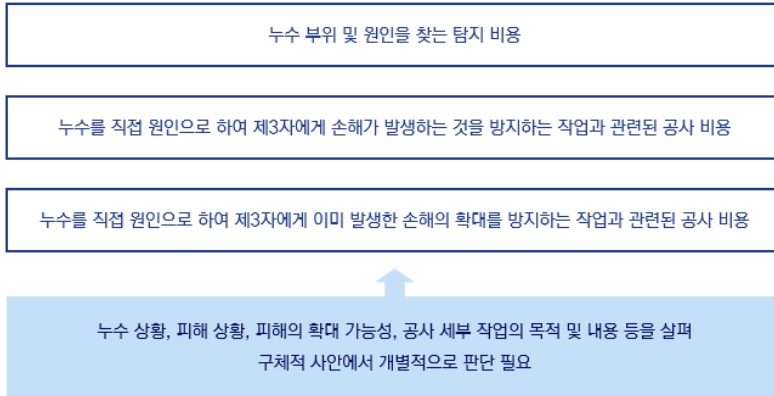 누수 부위 및 원인을 찾는 탐지 비용
누수를 직접 원인으로 하여 제3자에게 손해가 발생하는 것을 방지하는 작업과 관련된 공사 비용
누수를 직접 원인으로 하여 제3자에게 이미 발생한 손해의 확대를 방지하는 작업과 관련된 공사 비용
누수 상황, 피해 상황, 피해의 확대 가능성, 공사 세부 작업의 목적 및 내용 등을 살펴
구체적 사안에서 개별적으로 판단 필요